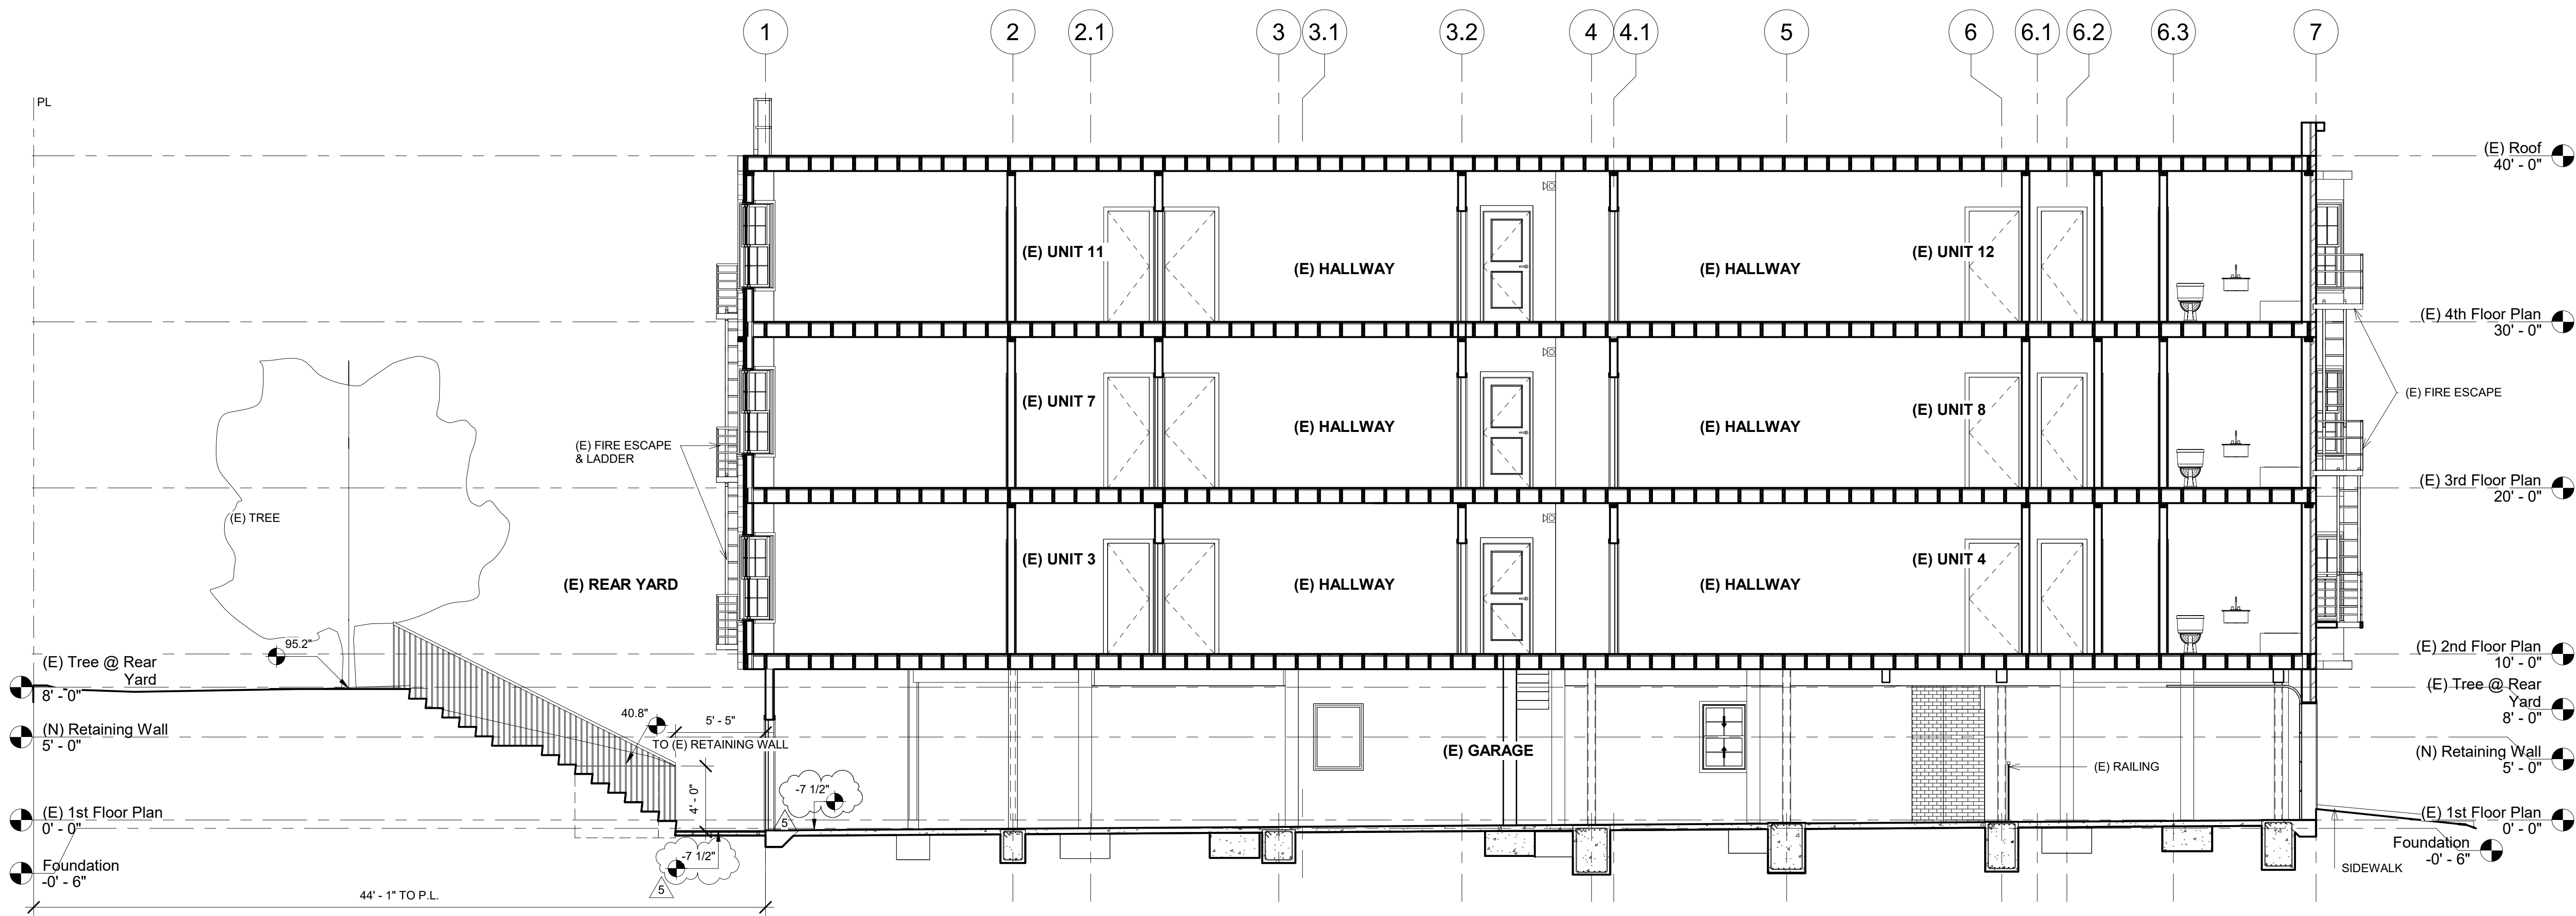 1
2
2.1
3
3.1
3.2
4
4.1
5
6
6.1
6.2
6.3
7
PL
(E) Roof
40' - 0"
(E) UNIT 11
(E) HALLWAY
(E) HALLWAY
(E) UNIT 12
(E) 4th Floor Plan
30' - 0"
(E) UNIT 7
(E) HALLWAY
(E) HALLWAY
(E) UNIT 8
(E) FIRE ESCAPE
(E) FIRE ESCAPE
& LADDER
(E) 3rd Floor Plan
20' - 0"
(E) TREE
(E) REAR YARD
(E) UNIT 3
(E) HALLWAY
(E) HALLWAY
(E) UNIT 4
95.2"
(E) 2nd Floor Plan
10' - 0"
(E) Tree @ Rear
Yard
8' - 0"
(E) Tree @ Rear
Yard
8' - 0"
(N) Retaining Wall
5' - 0"
40.8"
5' - 5"
TO (E) RETAINING WALL
(E) GARAGE
(E) RAILING
(N) Retaining Wall
5' - 0"
4' - 0"
-7 1/2"
5
(E) 1st Floor Plan
0' - 0"
(E) 1st Floor Plan
0' - 0"
Foundation
-0' - 6"
-7 1/2"
5
Foundation
-0' - 6"
SIDEWALK
44' - 1" TO P.L.